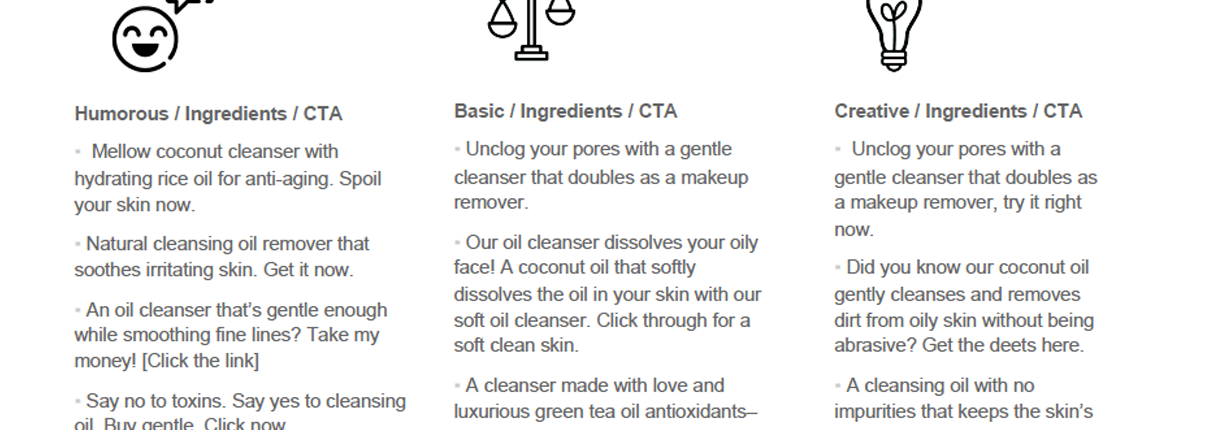 Humorous / Ingredients / CTA
• Mellow coconut cleanser with
hydrating rice oil for anti-aging. Spoil
your skin now.
• Natural cleansing oil remover that
soothes irritating skin. Get it now.
• An oil cleanser that’s gentle enough
while smoothing fine lines? Take my
money! [Click the link]
• Say no to toxins. Say yes to cleansing
oil. Buy gentle. Click now
Basic / Ingredients / CTA
• Unclog your pores with a gentle
cleanser that doubles as a makeup
remover.
• Our oil cleanser dissolves your oily
face! A coconut oil that softly
dissolves the oil in your skin with our
soft oil cleanser. Click through for a
soft clean skin.
• A cleanser made with love and
luxurious green tea oil antioxidants–
Creative / Ingredients / CTA
• Unclog your pores with a
gentle cleanser that doubles as
a makeup remover, try it right
now.
• Did you know our coconut oil
gently cleanses and removes
dirt from oily skin without being
abrasive? Get the deets here.
• A cleansing oil with no
impurities that keeps the skin’s